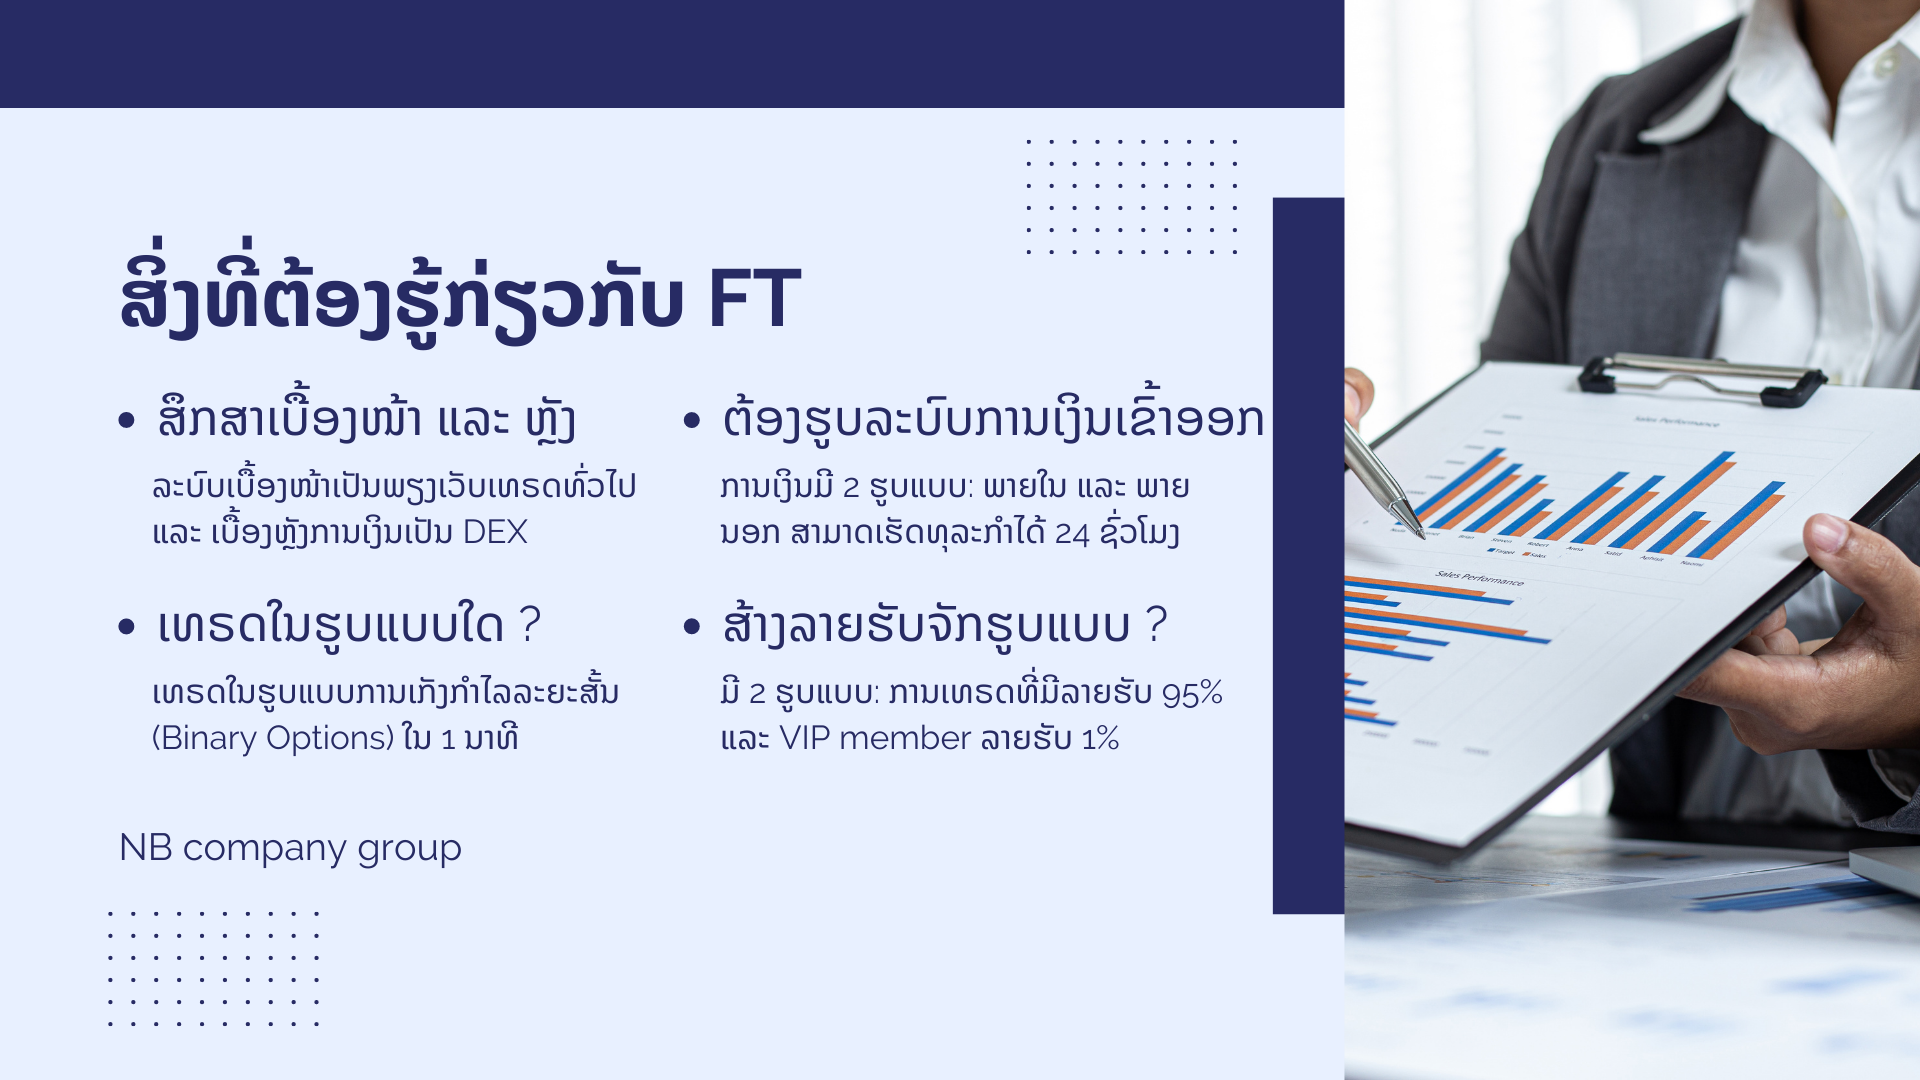 ສິ່ງທີ່ຕ້ອງຮູ້ກ່ຽວກັບ FT
• ສຶກສາເບື້ອງໜ້າ ແລະ ຫຼັງ
ລະບົບເບື້ອງໜ້າເປັນພຽງເວັບເທຣດທົ່ວໄປ
ແລະ ເບື້ອງຫຼັງການເງິນເປັນ DEX
• ຕ້ອງຮູບລະບົບການເງິນເຂົ້າອອກ
ການເງິນມີ 2 ຮູບແບບ: ພາຍໃນ ແລະ ພາຍ
ນອກ ສາມາດເຮັດທຸລະກຳໄດ້ 24 ຊົ່ວໂມງ
• ເທຣດໃນຮູບແບບໃດ ?
ເທຣດໃນຮູບແບບການເກັງກຳໄລລະຍະສັ້ນ
(Binary Options) ໃນ 1 ນາທີ
• ສ້າງລາຍຮັບຈັກຮູບແບບ ?
ມີ 2 ຮູບແບບ: ການເທຣດທີ່ມີລາຍຮັບ 95%
ແລະ VIP member ລາຍຮັບ 1%
NB company group
Sales Performance
Target Sales
Sales Performance